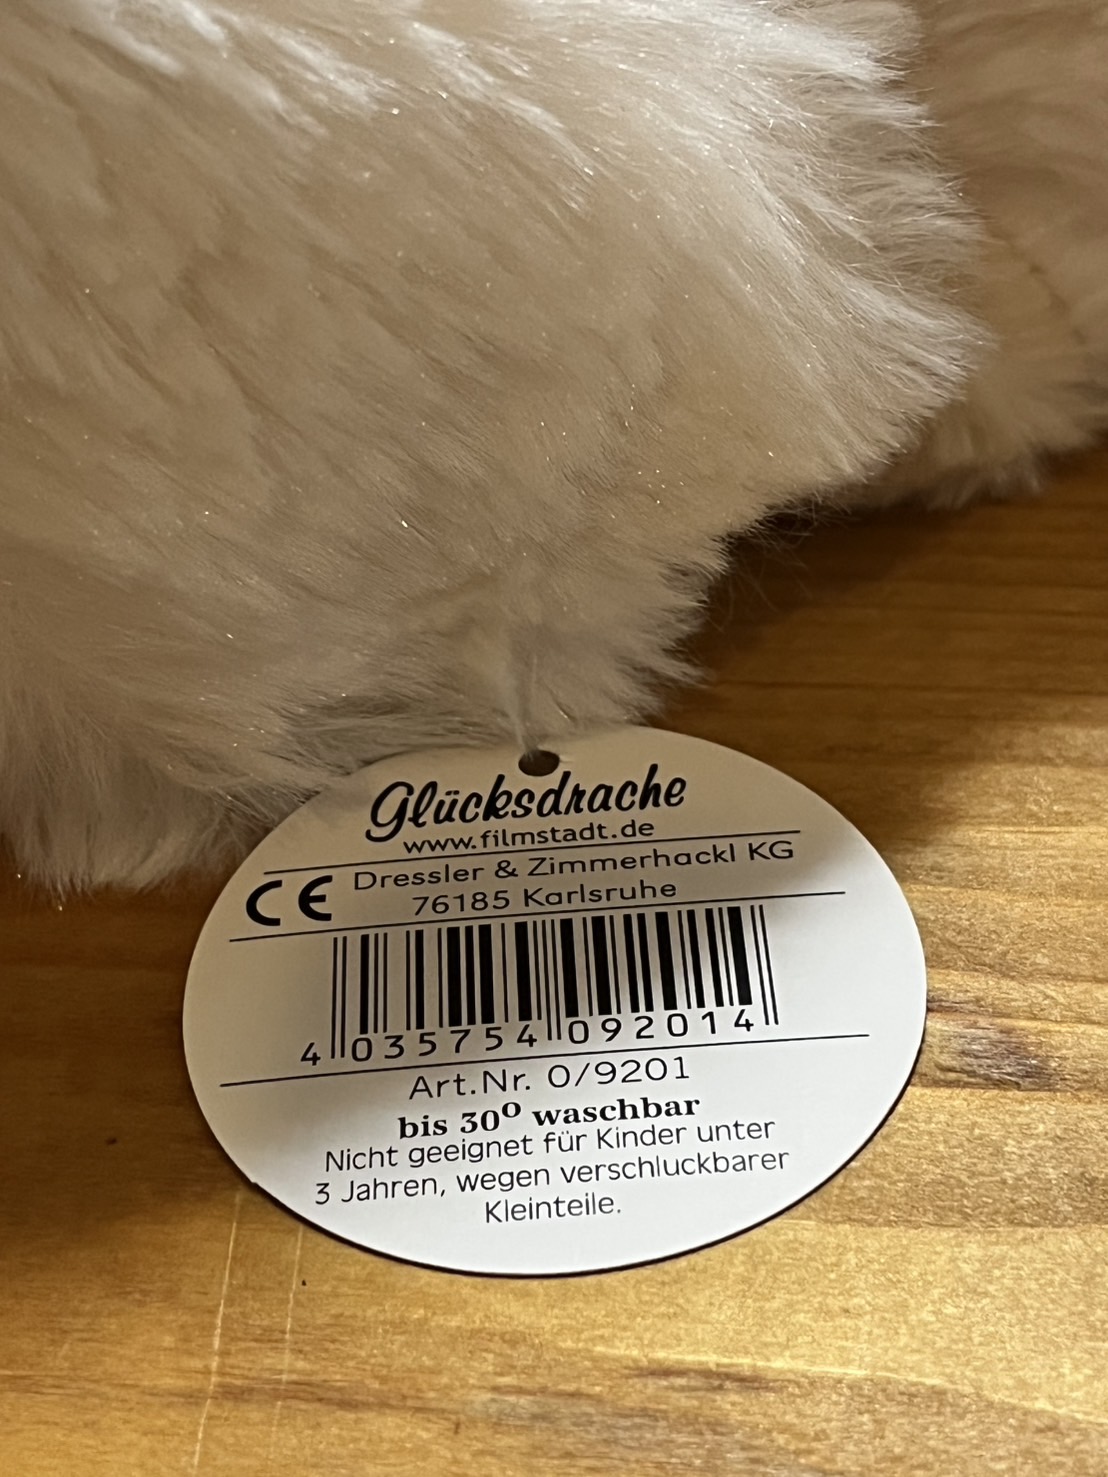 Glücksdrache
www.filmstadt.de
CE Dressler & Zimmerhackl KG
76185 Karlsruhe
4 035754 092014
Art.Nr. 0/9201
bis 30° waschbar
Nicht geeignet für Kinder unter
3 Jahren, wegen verschluckbarer
Kleinteile.